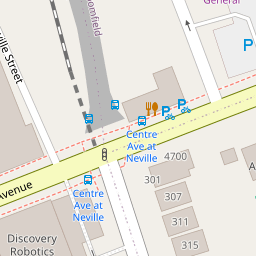 General
oomfield
ville Street
P
P
P
Centre
Ave at
Neville
4700
Avenue
301
Centre
Ave at
Neville
307
311
315
Discovery
Robotics
A